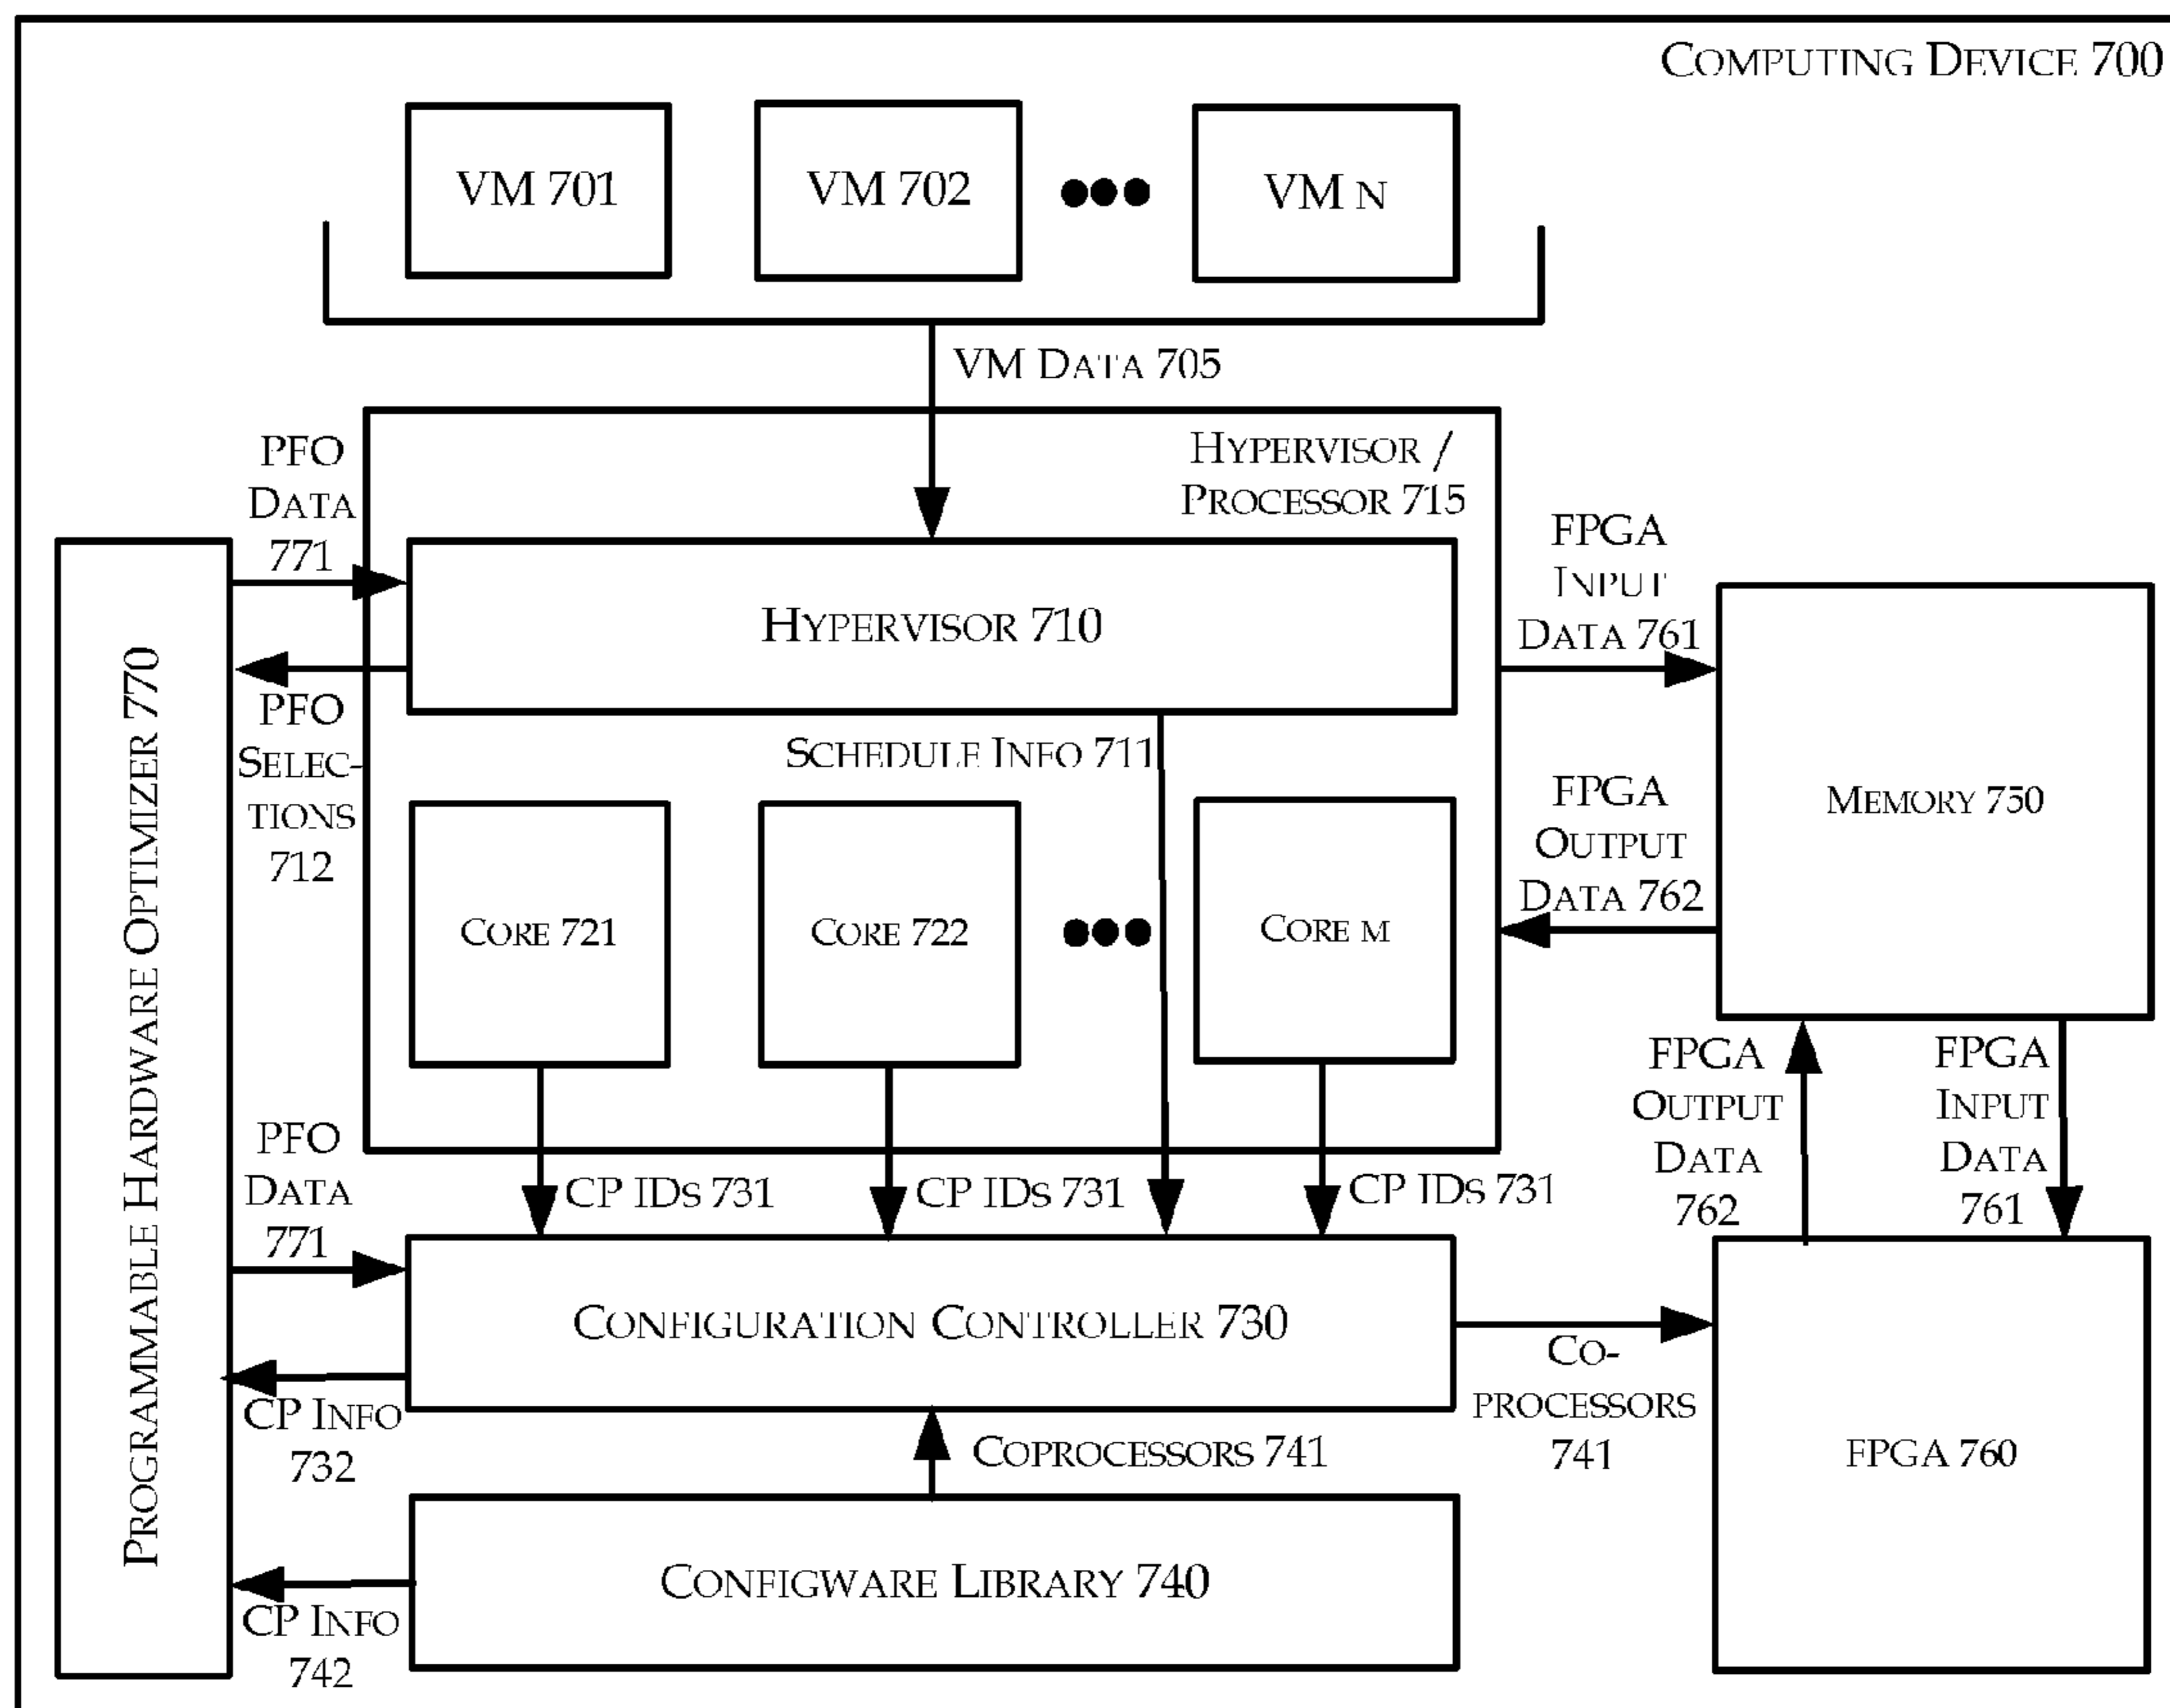 COMPUTING DEVICE 700
VM 701
VM 702
VM N
VM DATA 705
HYPERVISOR /
PROCESSOR 715
PFO
DATA
771
HYPERVISOR 710
FPGA
INPUT
DATA 761
PFO
SELEC-
TIONS
712
SCHEDULE INFO 711
MEMORY 750
FPGA
OUTPUT
DATA 762
CORE 721
CORE 722
CORE M
PROGRAMMABLE HARDWARE OPTIMIZER 770
FPGA
OUTPUT
DATA
762
FPGA
INPUT
DATA
761
PFO
DATA
771
CP IDS 731
CP IDS 731
CP IDS 731
CONFIGURATION CONTROLLER 730
CO-
PROCESSORS
741
CP INFO
732
COPROCESSORS 741
FPGA 760
CONFIGWARE LIBRARY 740
CP INFO
742